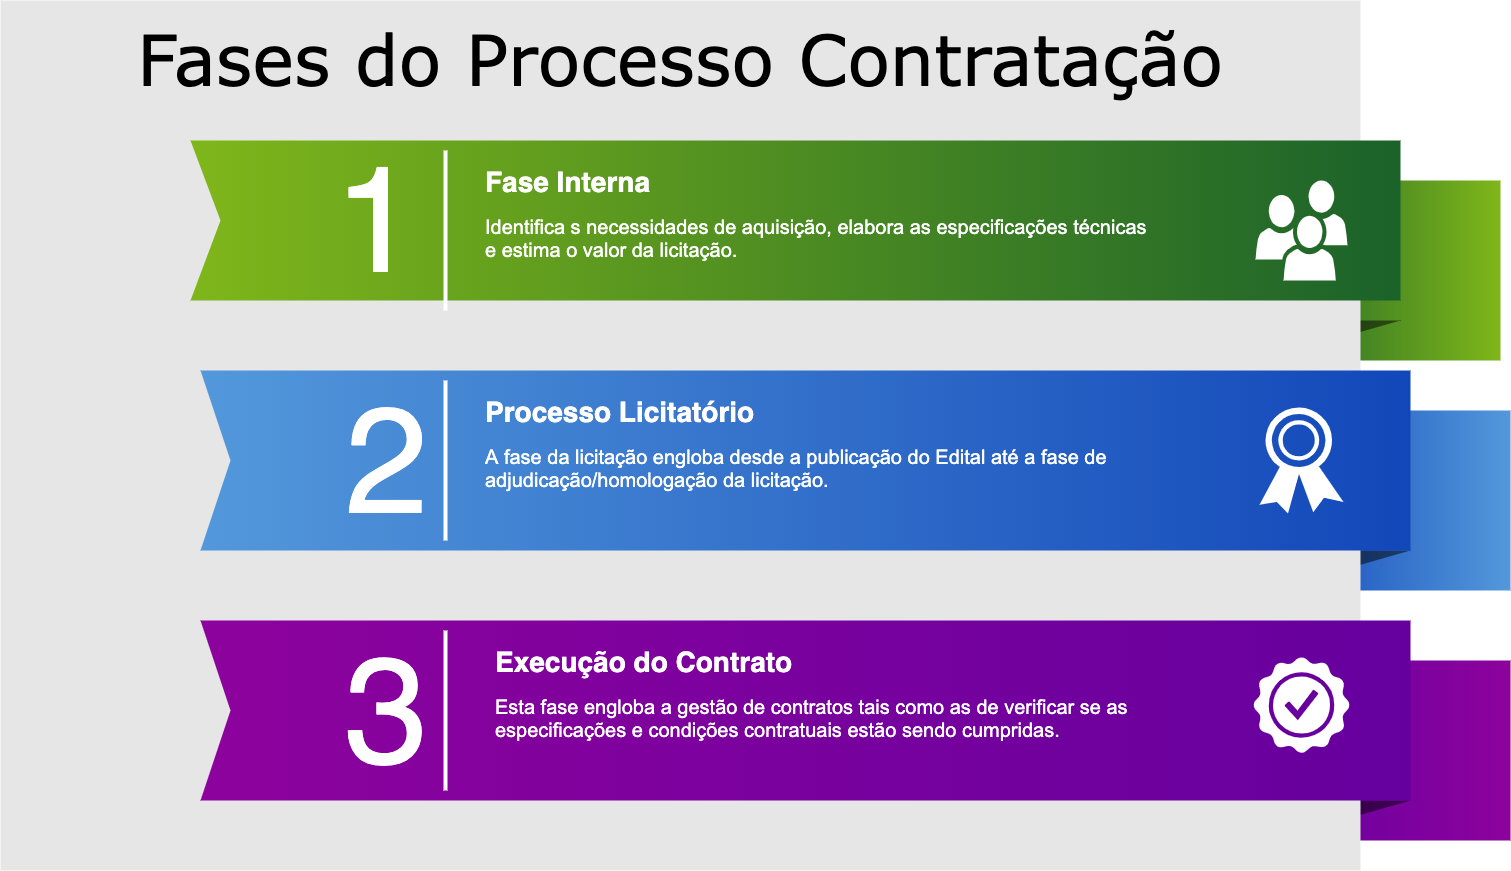 Fases do Processo Contratação
1
Fase Interna
Identifica s necessidades de aquisição, elabora as especificações técnicas
e estima o valor da licitação.
2
Processo Licitatório
A fase da licitação engloba desde a publicação do Edital até a fase de
adjudicação/homologação da licitação.
3
Execução do Contrato
Esta fase engloba a gestão de contratos tais como as de verificar se as
especificações e condições contratuais estão sendo cumpridas.